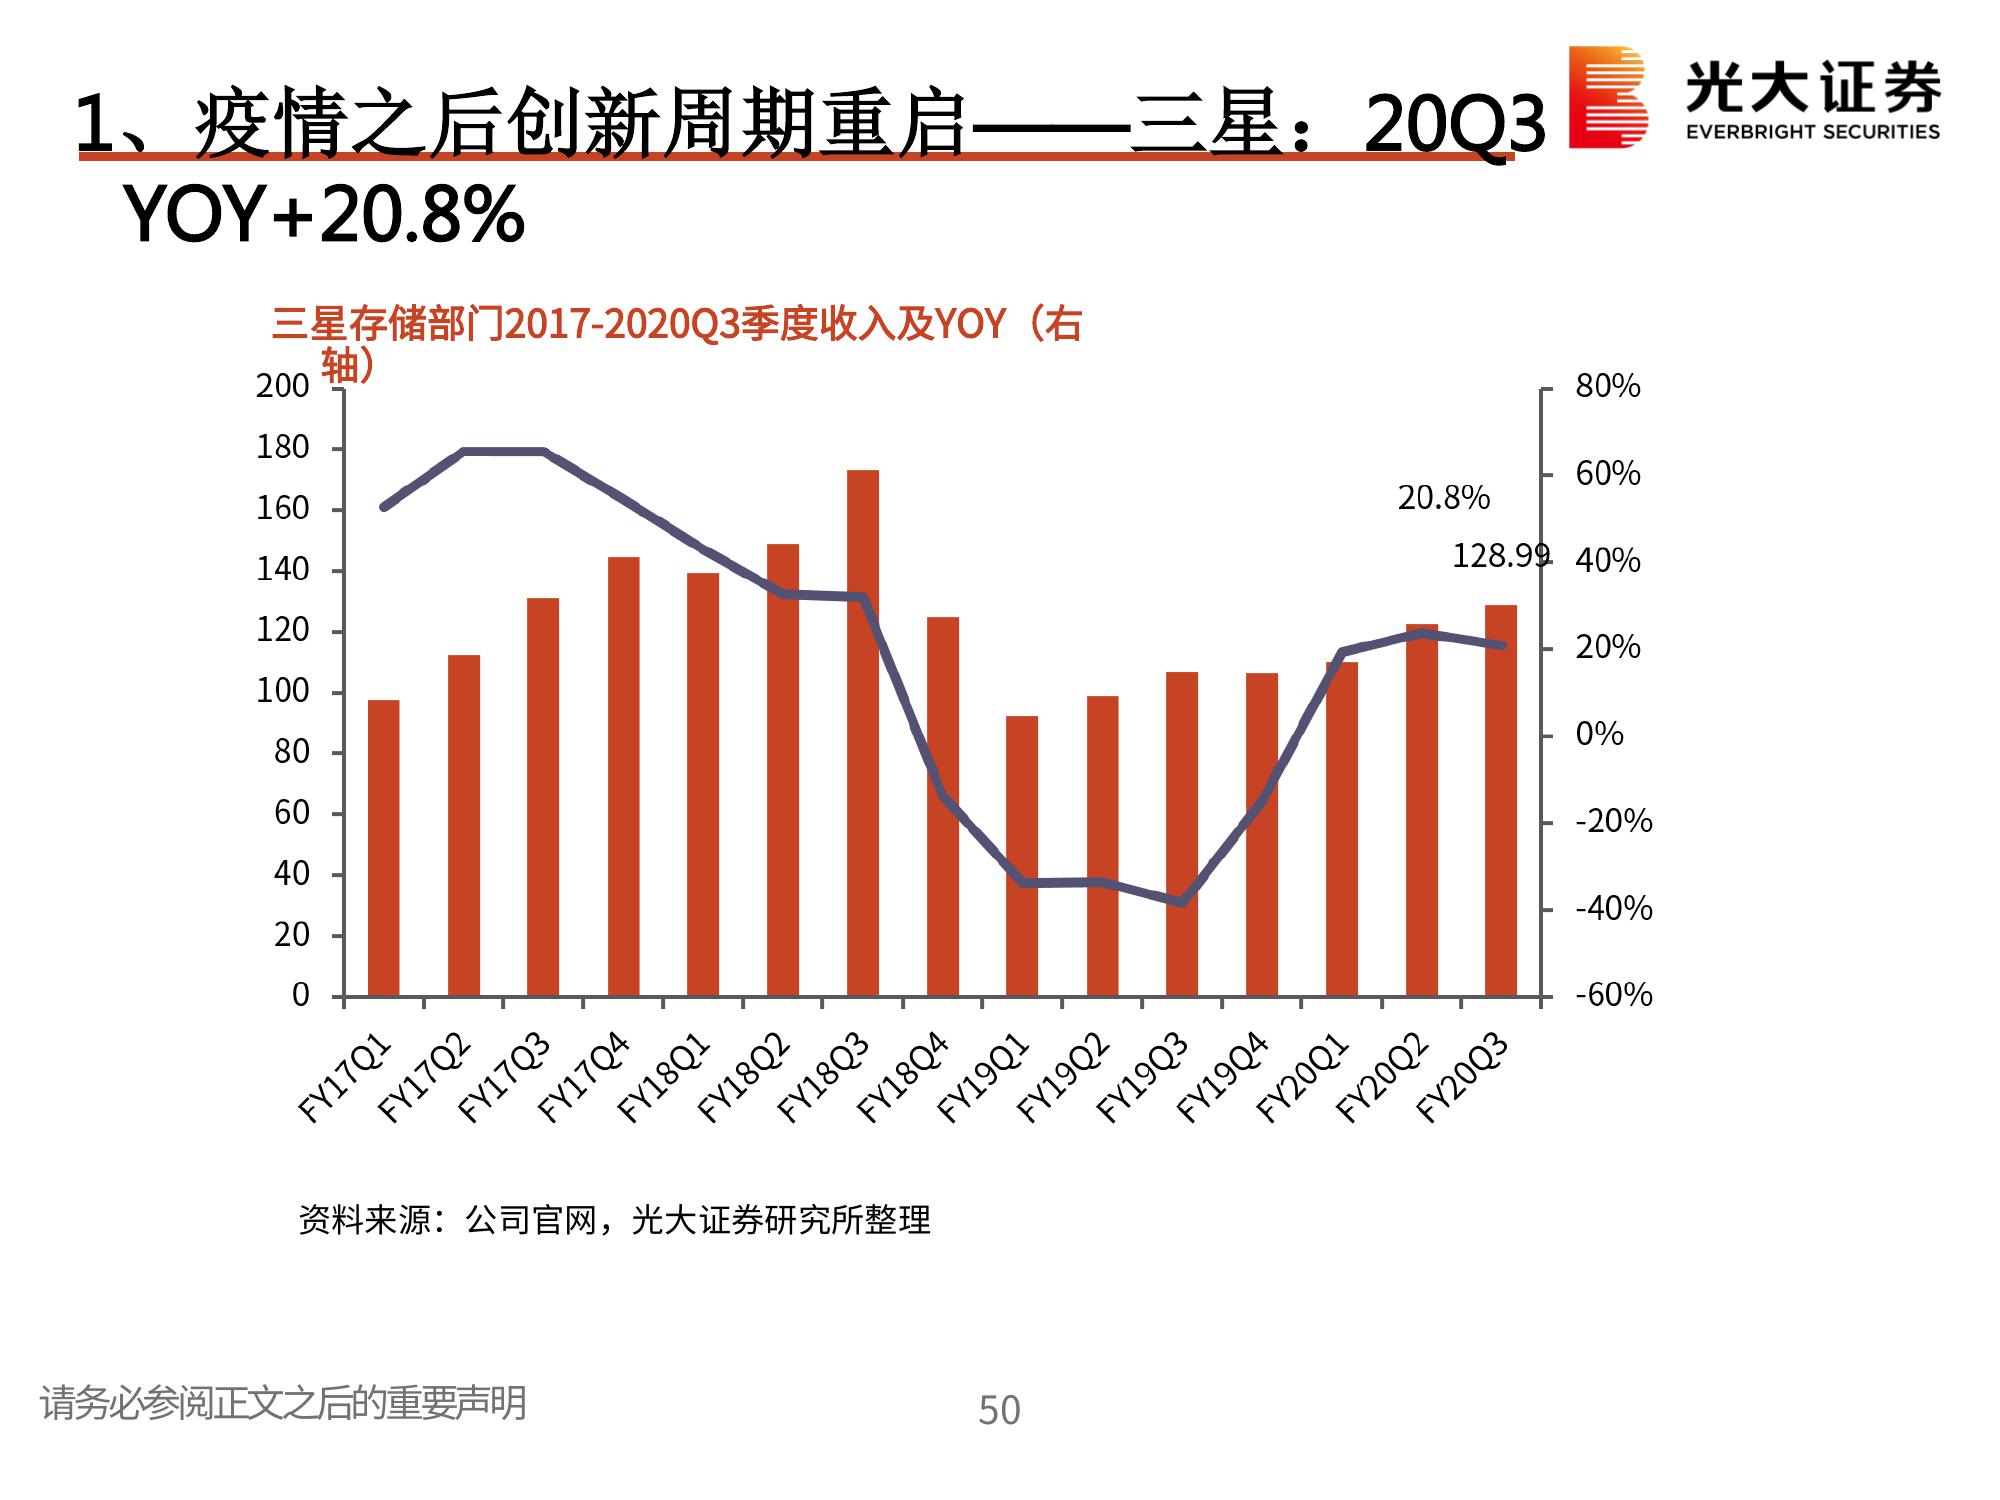 1、疫情之后创新周期重启——三星：20Q3
YOY+20.8%
光大证券
EVERBRIGHT SECURITIES
三星存储部门2017-2020Q3季度收入及YOY（右
轴）
200
180
160
140
120
100
80
60
40
20
0
80%
60%
40%
20%
0%
-20%
-40%
-60%
20.8%
128.99
FY17Q1
FY17Q2
FY17Q3
FY17Q4
FY18Q1
FY18Q2
FY18Q3
FY18Q4
FY19Q1
FY19Q2
FY19Q3
FY19Q4
FY20Q1
FY20Q2
FY20Q3
资料来源：公司官网，光大证券研究所整理
请务必参阅正文之后的重要声明
50